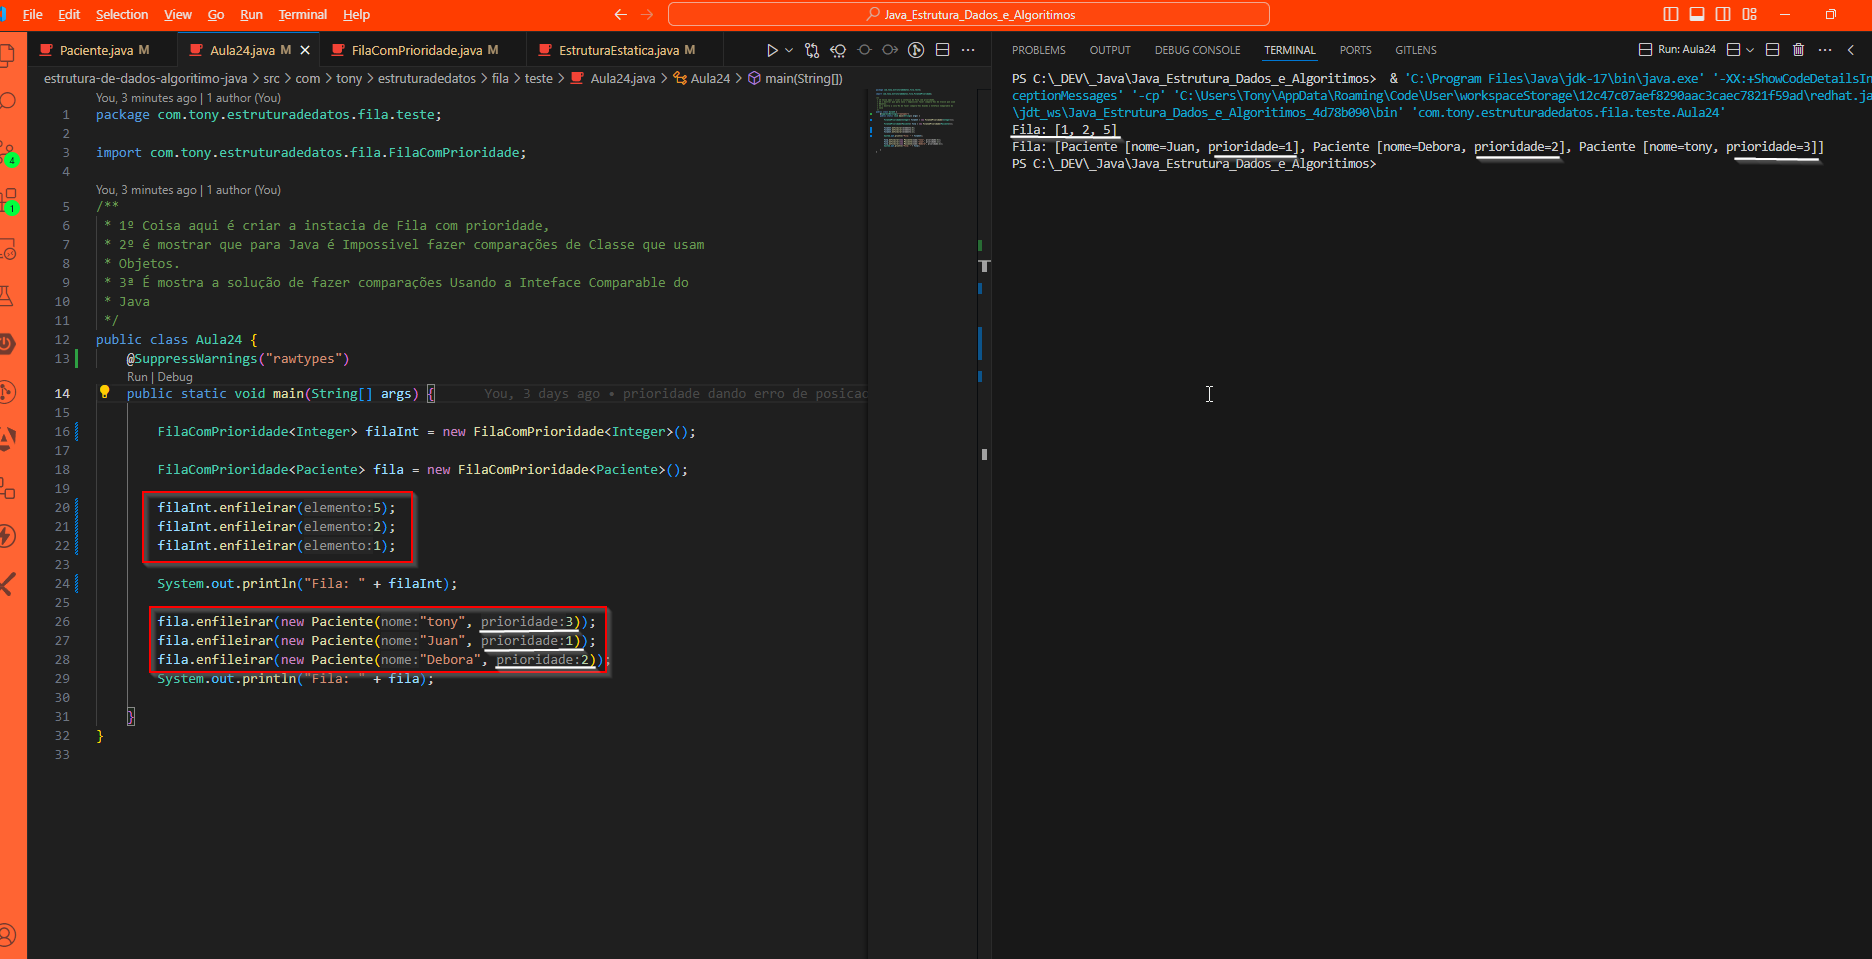 File Edit Selection View Go Run Terminal Help
Java_Estrutura_Dados_e_Algoritimos
Paciente.java M
Aula24.java M
FilaComPrioridade.java M
EstruturaEstatica.java M
estrutura-de-dados-algoritimo-java > src > com > tony > estruturadedatos > fila > teste > Aula24.java > Aula24 > main(String[])
You, 3 minutes ago | 1 author (You)
1 package com.tony.estruturadedatos.fila.teste;
2
3 import com.tony.estruturadedatos.fila.FilaComPrioridade;
4
You, 3 minutes ago | 1 author (You)
5 /**
6 * 1º Coisa aqui é criar a instacia de Fila com prioridade,
7 * 2º é mostrar que para Java é Impossivel fazer comparações de Classe que usam
8 * Objetos.
9 * 3ª É mostra a solução de fazer comparações Usando a Inteface Comparable do
10 * Java
11 */
12 public class Aula24 {
13 @SuppressWarnings("rawtypes")
Run | Debug
14 public static void main(String[] args) { You, 3 days ago • prioridade dando erro de posicao
15
16 FilaComPrioridade<Integer> filaInt = new FilaComPrioridade<Integer>();
17
18 FilaComPrioridade<Paciente> fila = new FilaComPrioridade<Paciente>();
19
20 filaInt.enfileirar(elemento:5);
21 filaInt.enfileirar(elemento:2);
22 filaInt.enfileirar(elemento:1);
23
24 System.out.println("Fila: " + filaInt);
25
26 fila.enfileirar(new Paciente(nome:"tony", prioridade:3));
27 fila.enfileirar(new Paciente(nome:"Juan", prioridade:1));
28 fila.enfileirar(new Paciente(nome:"Debora", prioridade:2));
29 System.out.println("Fila: " + fila);
30
31 }
32 }
33
4
1
PROBLEMS OUTPUT DEBUG CONSOLE TERMINAL PORTS GITLENS
Run: Aula24
PS C:\_DEV\_Java\Java_Estrutura_Dados_e_Algoritimos> & 'C:\Program Files\Java\jdk-17\bin\java.exe' '-XX:+ShowCodeDetailsIn
ceptionMessages' '-cp' 'C:\Users\Tony\AppData\Roaming\Code\User\workspaceStorage\12c47c07aef8290aac3caec7821f59ad\redhat.ja
\jdt_ws\Java_Estrutura_Dados_e_Algoritimos_4d78b090\bin' 'com.tony.estruturadedatos.fila.teste.Aula24'
Fila: [1, 2, 5]
Fila: [Paciente [nome=Juan, prioridade=1], Paciente [nome=Debora, prioridade=2], Paciente [nome=tony, prioridade=3]]
PS C:\_DEV\_Java\Java_Estrutura_Dados_e_Algoritimos>